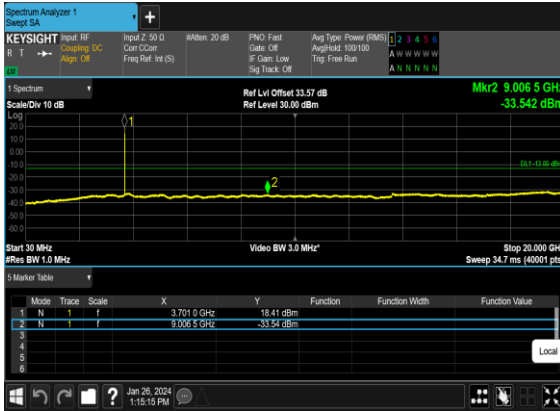 Spectrum Analyzer 1
Swept SA
+
KEYSIGHT Input: RF Input Z: 50 Ω #Atten: 20 dB PNO: Fast Avg Type: Power (RMS) 1 2 3 4 5 6
R T Coupling: DC Corr CCorr Gate: Off Avg|Hold: 100/100 A W W W W W
Align: Off Freq Ref: Int (S) IF Gain: Low Trig: Free Run
LXI Sig Track: Off A N N N N N
1 Spectrum Ref Lvl Offset 33.57 dB Mkr2 9.006 5 GHz
Scale/Div 10 dB Ref Level 30.00 dBm -33.542 dBm
Log
1
20.0
10.0
0.00
-10.0 DL1 -13.00 dBm
-20.0
2
-30.0
-40.0
-50.0
-60.0
Start 30 MHz Video BW 3.0 MHz* Stop 20.000 GHz
#Res BW 1.0 MHz Sweep 34.7 ms (40001 pts)
5 Marker Table
Mode Trace Scale X Y Function Function Width Function Value
1 N 1 f 3.701 0 GHz 18.41 dBm
2 N 1 f 9.006 5 GHz -33.54 dBm
3
4
5
6
Local
? Jan 26, 2024
1:15:15 PM